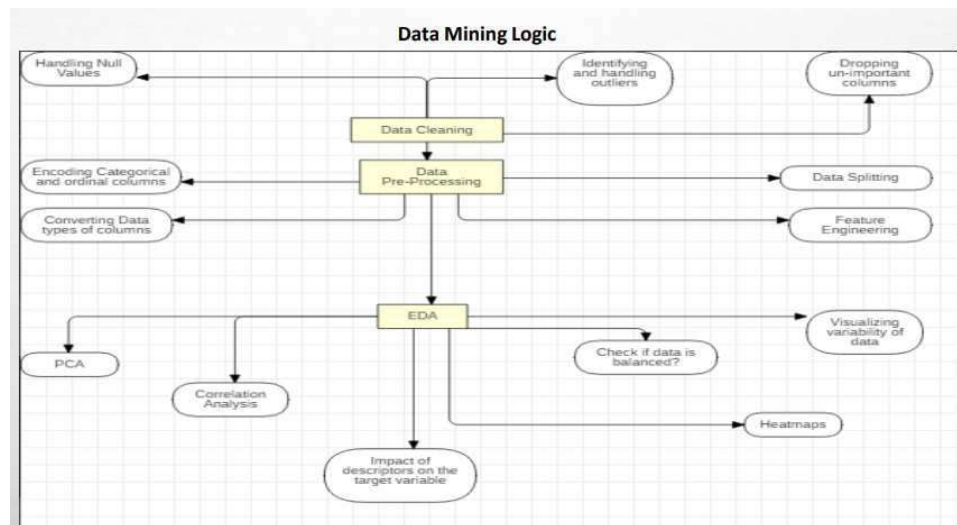 Data Mining Logic
Handling Null
Values
Identifying
and handling
outliers
Dropping
un-important
columns
Data Cleaning
Data
Pre-Processing
Encoding Categorical
and ordinal columns
Data Splitting
Converting Data
types of columns
Feature
Engineering
EDA
Visualizing
variability of
data
PCA
Check if data is
balanced?
Correlation
Analysis
Heatmaps
Impact of
descriptors on the
target variable